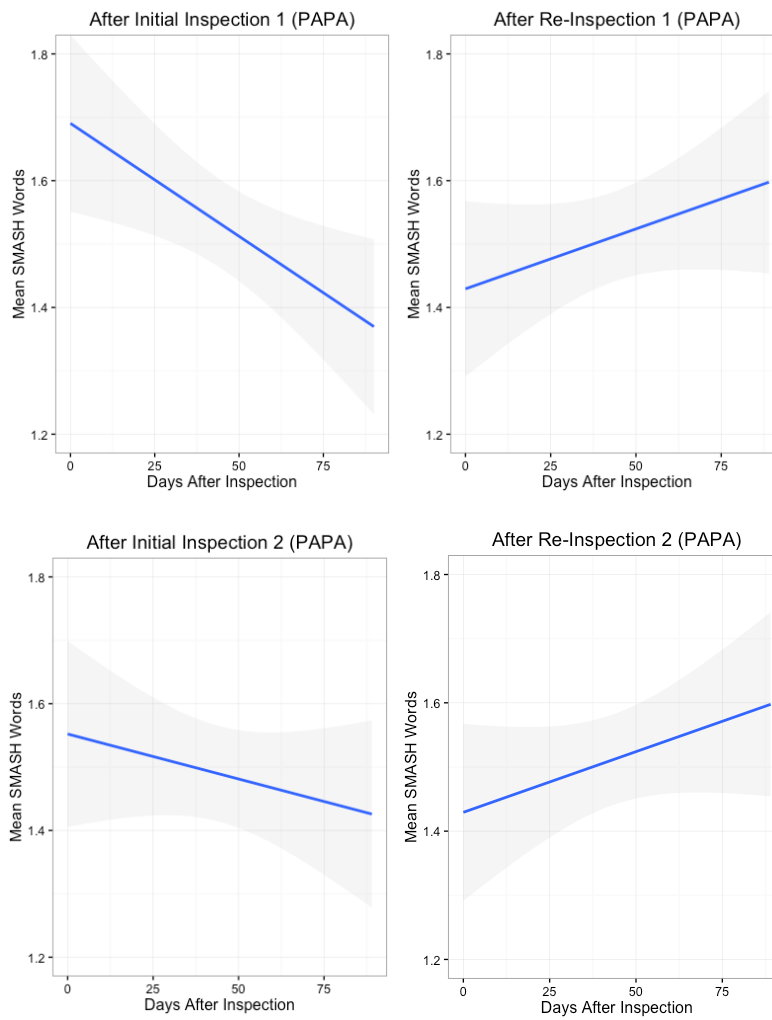 After Initial Inspection 1 (PAPA)
Mean SMASH Words
1.8
1.6
1.4
1.2
0 25 50 75
Days After Inspection
After Re-Inspection 1 (PAPA)
Mean SMASH Words
1.8
1.6
1.4
1.2
0 25 50 75
Days After Inspection
After Initial Inspection 2 (PAPA)
Mean SMASH Words
1.8
1.6
1.4
1.2
0 25 50 75
Days After Inspection
After Re-Inspection 2 (PAPA)
Mean SMASH Words
1.8
1.6
1.4
1.2
0 25 50 75
Days After Inspection